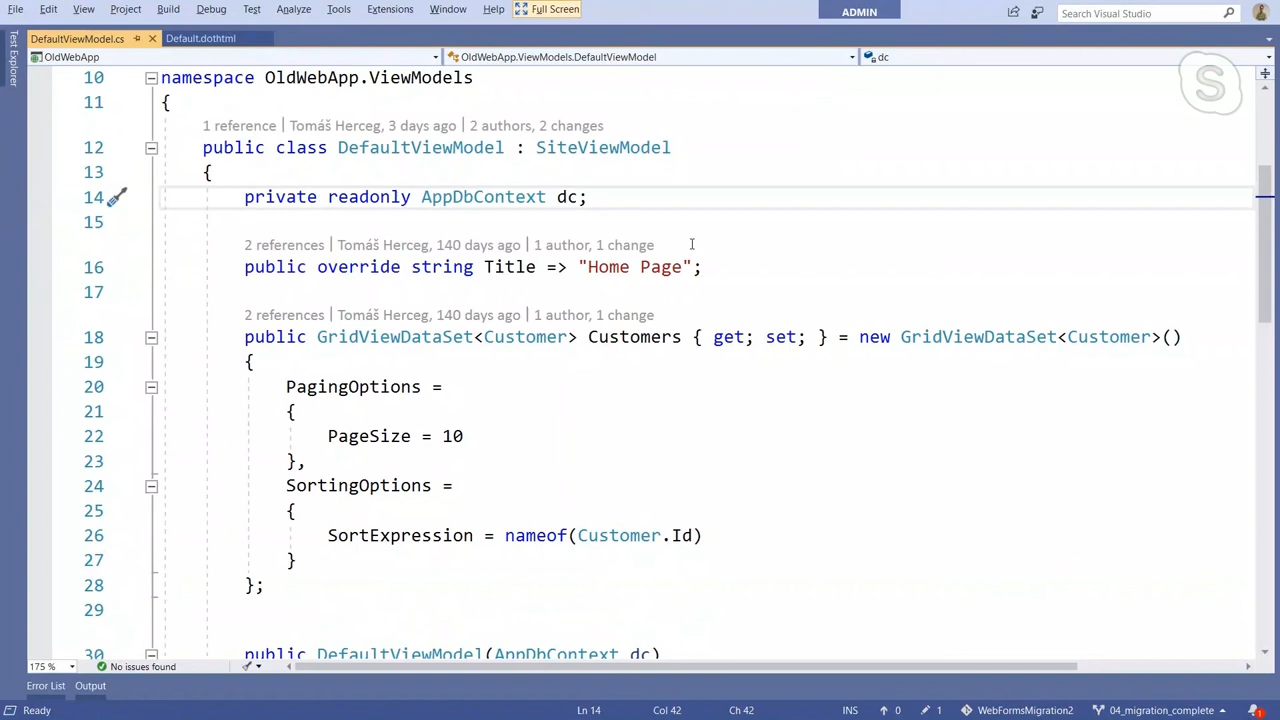 File Edit View Project Build Debug Test Analyze Tools Extensions Window Help Full Screen ADMIN Search Visual Studio
DefaultViewModel.cs Default.dothtml
Test Explorer
OldWebApp OldWebApp.ViewModels.DefaultViewModel dc
10 namespace OldWebApp.ViewModels
11 {
1 reference | Tomáš Herceg, 3 days ago | 2 authors, 2 changes
12 public class DefaultViewModel : SiteViewModel
13 {
14 private readonly AppDbContext dc;
15
2 references | Tomáš Herceg, 140 days ago | 1 author, 1 change
16 public override string Title => "Home Page";
17
2 references | Tomáš Herceg, 140 days ago | 1 author, 1 change
18 public GridViewDataSet<Customer> Customers { get; set; } = new GridViewDataSet<Customer>()
19 {
20 PagingOptions =
21 {
22 PageSize = 10
23 },
24 SortingOptions =
25 {
26 SortExpression = nameof(Customer.Id)
27 }
28 };
29
30 public DefaultViewModel(AppDbContext dc)
175 % No issues found
Error List Output
Ready Ln 14 Col 42 Ch 42 INS 0 1 WebFormsMigration2 04_migration_complete 1